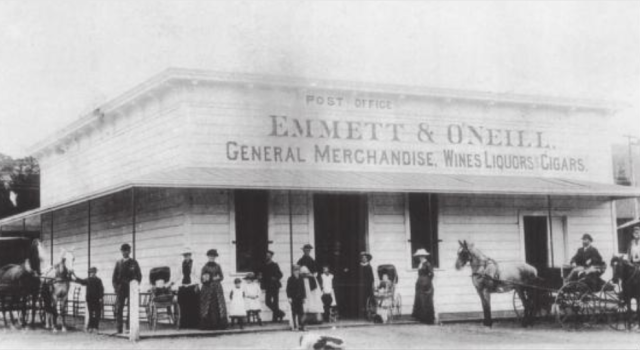 POST OFFICE
EMMETT & O'NEILL.
GENERAL MERCHANDISE, WINES LIQUORS & CIGARS.